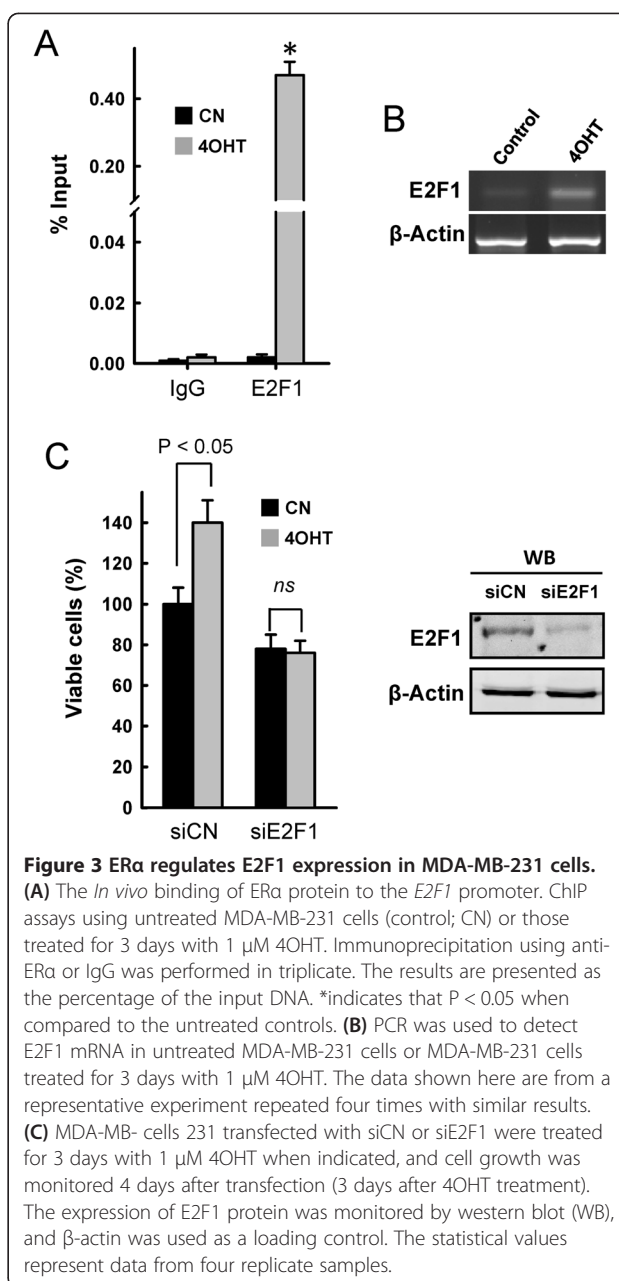 A
*
0.40
0.20
0.04
0.02
0.00
% Input
CN
4OHT
IgG
E2F1
B
Control
4OHT
E2F1
β-Actin
C
P < 0.05
CN
4OHT
ns
140
120
100
80
60
40
20
0
Viable cells (%)
siCN
siE2F1
WB
siCN siE2F1
E2F1
β-Actin
Figure 3 ERα regulates E2F1 expression in MDA-MB-231 cells.
(A) The In vivo binding of ERα protein to the E2F1 promoter. ChIP
assays using untreated MDA-MB-231 cells (control; CN) or those
treated for 3 days with 1 μM 4OHT. Immunoprecipitation using anti-
ERα or IgG was performed in triplicate. The results are presented as
the percentage of the input DNA. *indicates that P < 0.05 when
compared to the untreated controls. (B) PCR was used to detect
E2F1 mRNA in untreated MDA-MB-231 cells or MDA-MB-231 cells
treated for 3 days with 1 μM 4OHT. The data shown here are from a
representative experiment repeated four times with similar results.
(C) MDA-MB- cells 231 transfected with siCN or siE2F1 were treated
for 3 days with 1 μM 4OHT when indicated, and cell growth was
monitored 4 days after transfection (3 days after 4OHT treatment).
The expression of E2F1 protein was monitored by western blot (WB),
and β-actin was used as a loading control. The statistical values
represent data from four replicate samples.